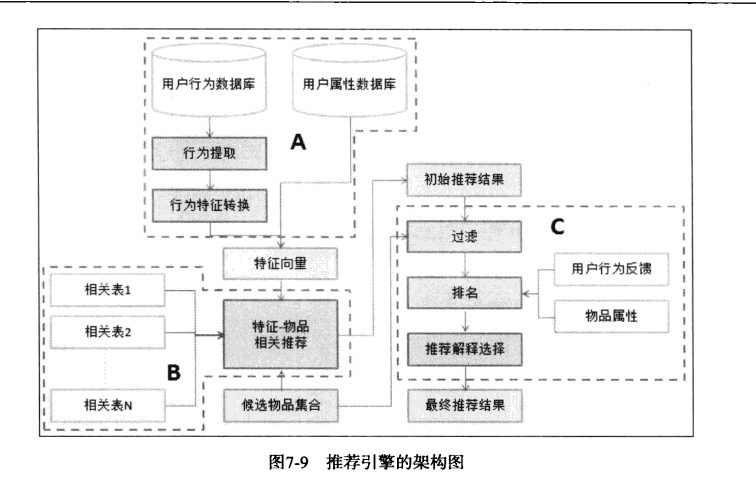 用户行为数据库
用户属性数据库
A
行为提取
行为特征转换
初始推荐结果
C
过滤
特征向量
用户行为反馈
相关表1
排名
物品属性
特征-物品
相关推荐
相关表2
推荐解释选择
B
相关表N
候选物品集合
最终推荐结果
图7-9 推荐引擎的架构图